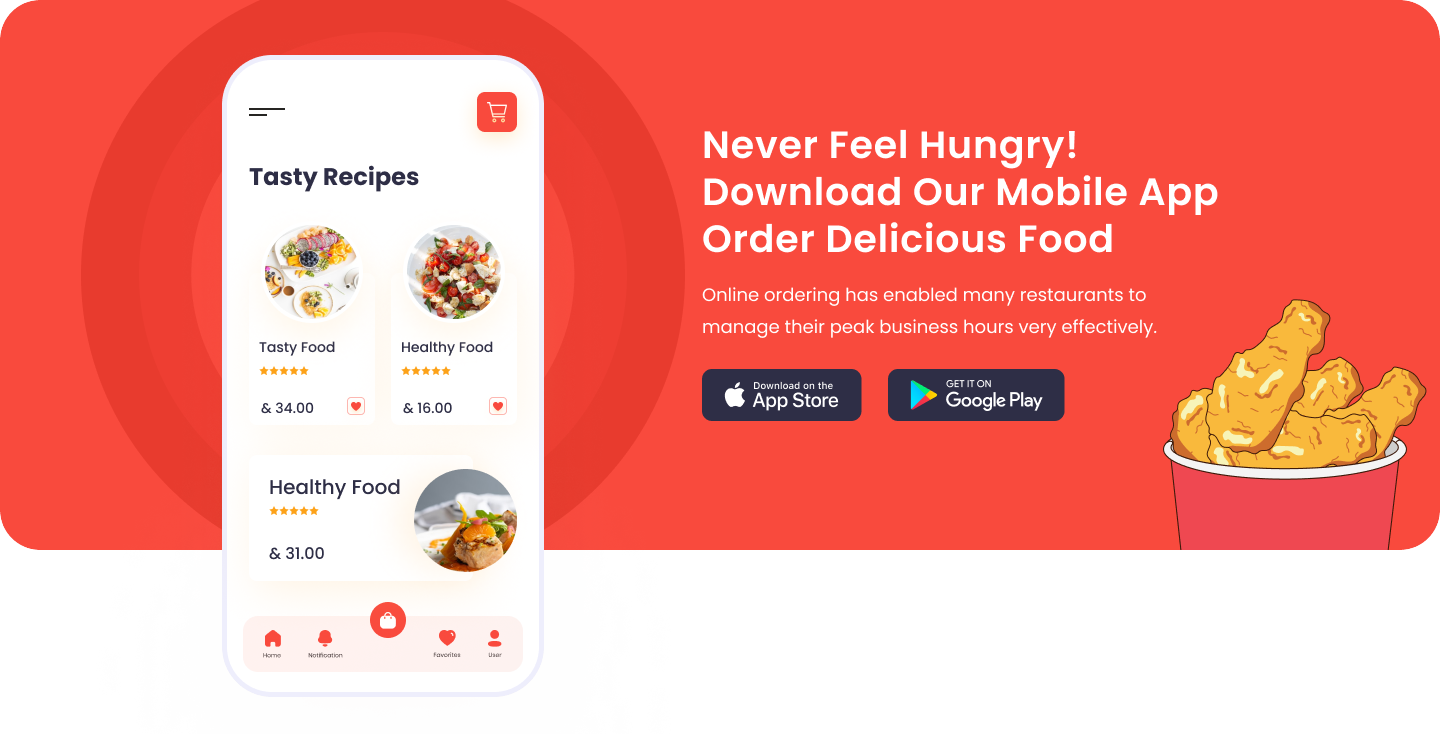 Tasty Recipes
Tasty Food
& 34.00
Healthy Food
& 16.00
Healthy Food
& 31.00
Home
Notification
Favorites
User
Never Feel Hungry!
Download Our Mobile App
Order Delicious Food
Online ordering has enabled many restaurants to
manage their peak business hours very effectively.
Download on the
App Store
GET IT ON
Google Play